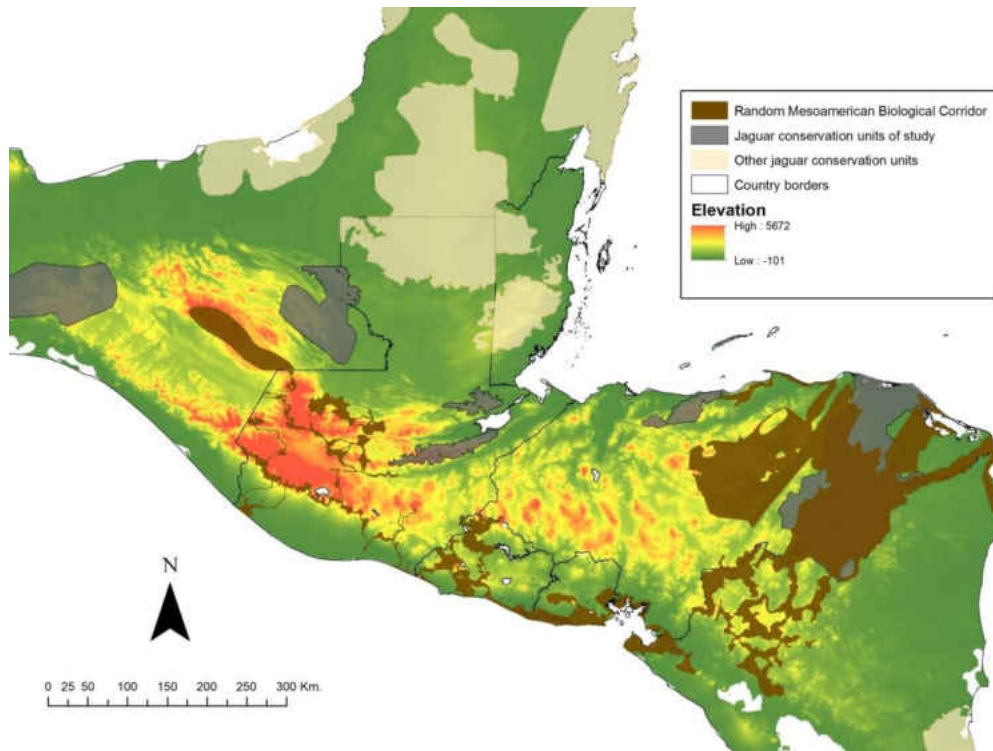 Random Mesoamerican Biological Corridor
Jaguar conservation units of study
Other jaguar conservation units
Country borders
Elevation
High : 5672
Low : -101
N
0 25 50 100 150 200 250 300 Km.